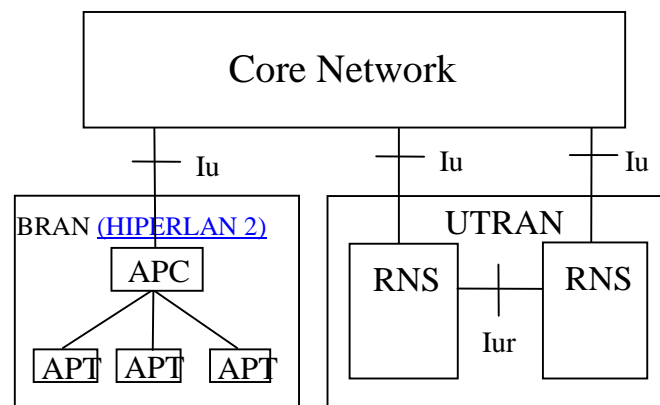 Core Network
Iu
Iu
Iu
BRAN (HIPERLAN 2)
UTRAN
APC
RNS
RNS
Iur
APT
APT
APT